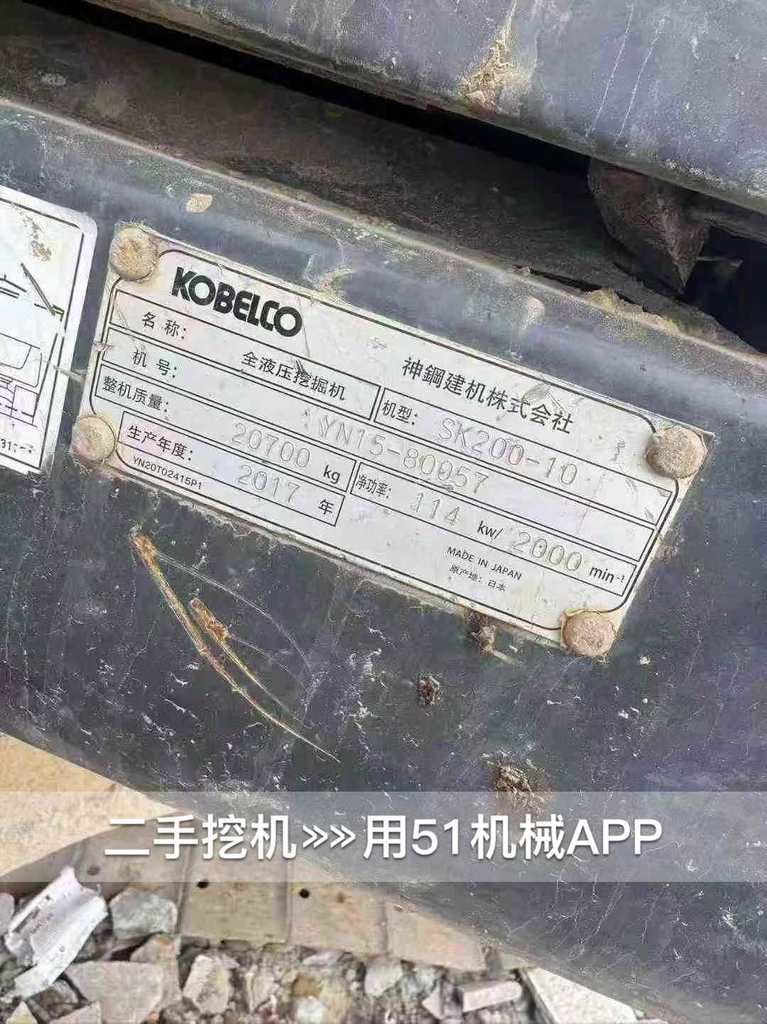 KOBELCO
神鋼建机株式会社
名 称: 全液压挖掘机 机型: SK200-10
机 号: YN15-80057
整机质量: 20700 kg 净功率: 114 kw/ 2000 min⁻¹
生产年度: 2017 年
YN20T02415P1
MADE IN JAPAN
原产地: 日本
二手挖机>>>>用51机械APP